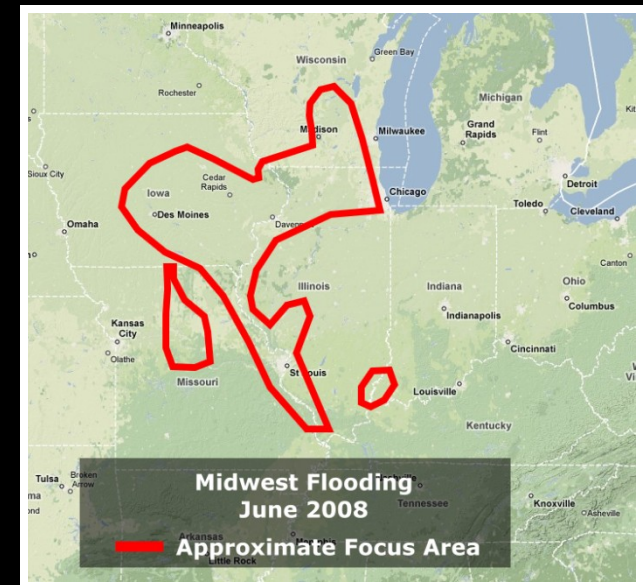 Minneapolis
Wisconsin
Green Bay
Rochester
Michigan
Madison
Milwaukee
Grand
Rapids
Flint
Kit
Sioux City
Cedar
Rapids
Iowa
Detroit
Chicago
Toledo
Cleveland
Des Moines
Omaha
Canton
Illinois
Indiana
Ohio
Columbus
Indianapolis
Kansas
City
Olathe
Cincinnati
St Louis
Missouri
Louisville
Kentucky
Tulsa
Broken
Arrow
Midwest Flooding
June 2008
Tennessee
Knoxville
Asheville
Arkansas
Approximate Focus Area
Little Rock